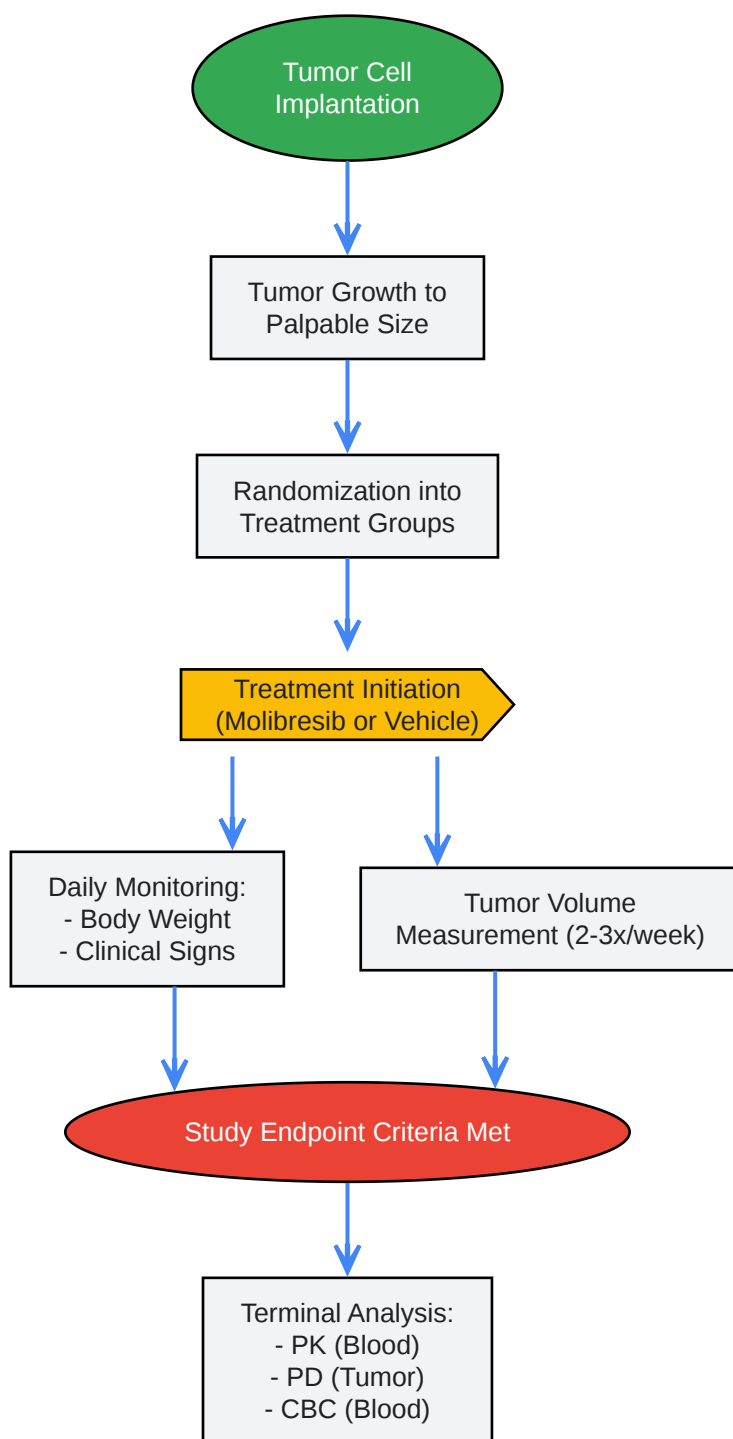 Tumor Cell
Implantation
Tumor Growth to
Palpable Size
Randomization into
Treatment Groups
Treatment Initiation
(Molibresib or Vehicle)
Daily Monitoring:
- Body Weight
- Clinical Signs
Tumor Volume
Measurement (2-3x/week)
Study Endpoint Criteria Met
Terminal Analysis:
- PK (Blood)
- PD (Tumor)
- CBC (Blood)